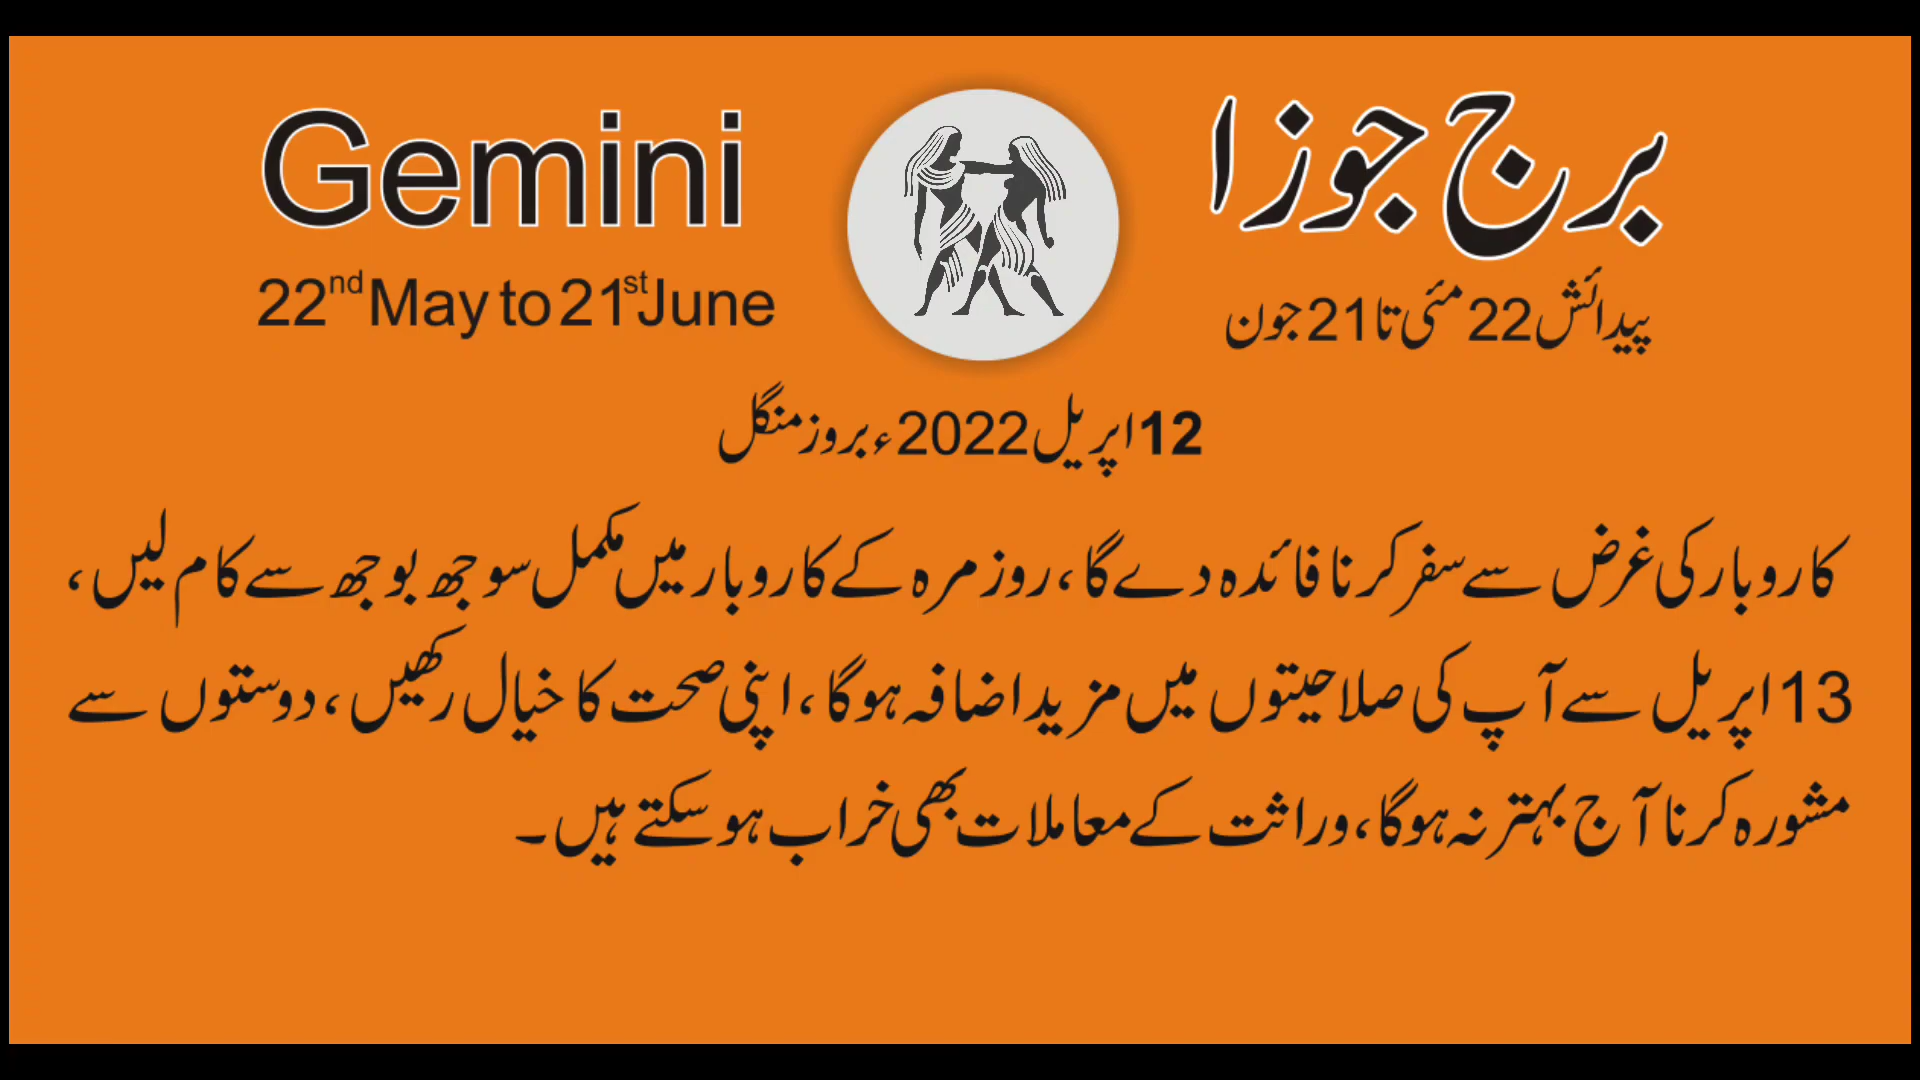 Gemini
برج جوزا
22nd May to 21st June
پیدائش 22 مئی تا 21 جون
12 اپریل 2022ء بروز منگل
کاروبار کی غرض سے سفر کرنا فائدہ دے گا، روزمرہ کے کاروبار میں مکمل سوجھ بوجھ سے کام لیں،
13 اپریل سے آپ کی صلاحیتوں میں مزید اضافہ ہوگا، اپنی صحت کا خیال رکھیں، دوستوں سے
مشورہ کرنا آج بہتر نہ ہوگا، وراثت کے معاملات بھی خراب ہو سکتے ہیں۔